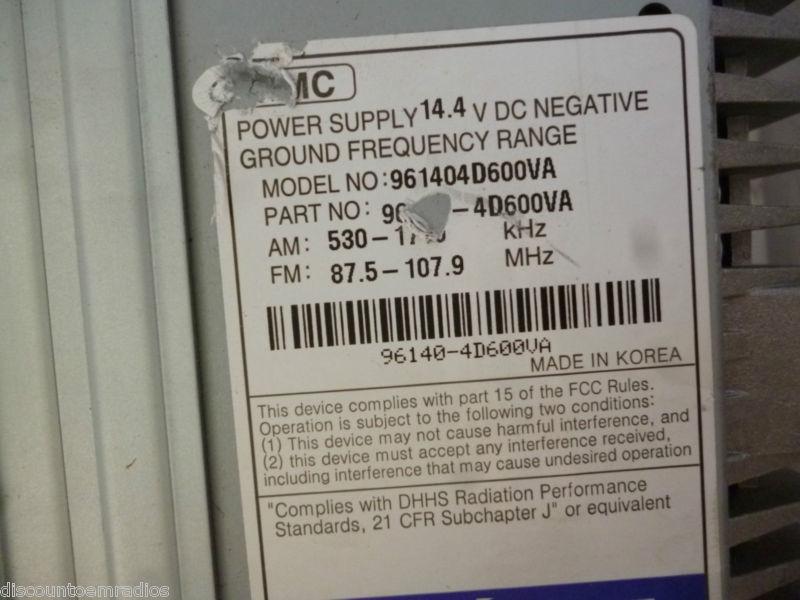 MC
POWER SUPPLY 14.4 V DC NEGATIVE
GROUND FREQUENCY RANGE
MODEL NO: 961404D600VA
PART NO: -4D600VA
AM: 530- kHz
FM: 87.5-107.9 MHz
96140-4D600VA
MADE IN KOREA
This device complies with part 15 of the FCC Rules.
Operation is subject to the following two conditions:
(1) This device may not cause harmful interference, and
(2) this device must accept any interference received,
including interference that may cause undesired operation
"Complies with DHHS Radiation Performance
Standards, 21 CFR Subchapter J" or equivalent
discountoemradios